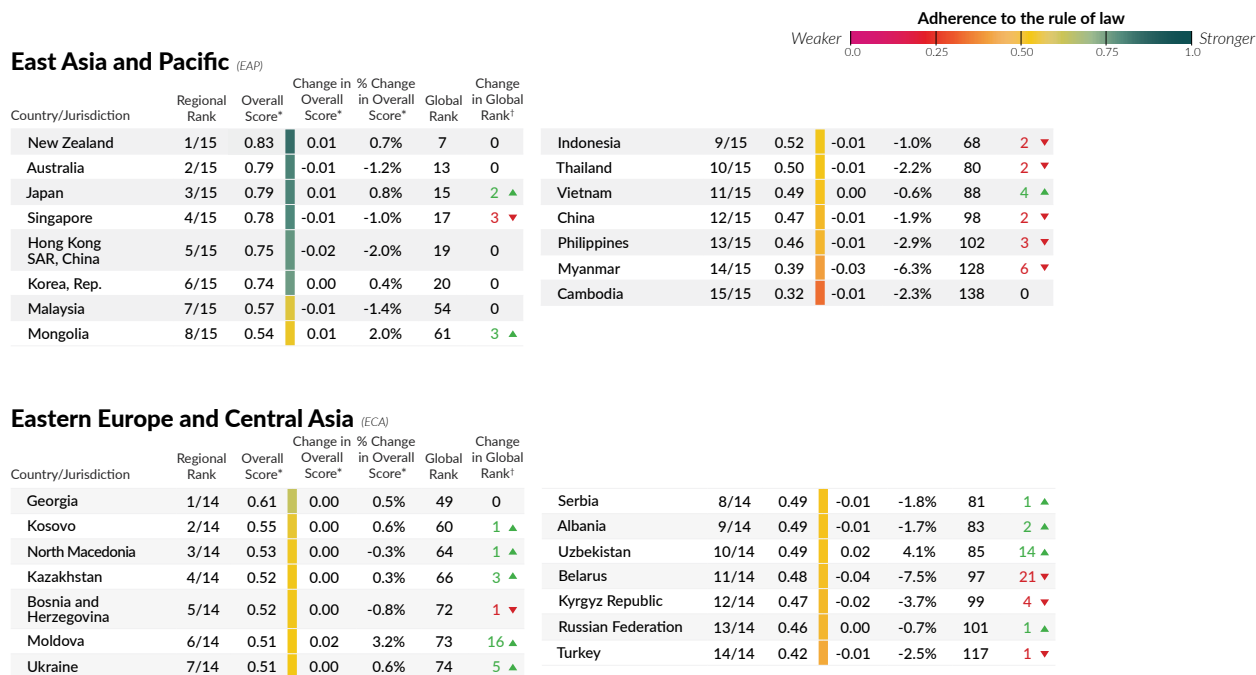 Adherence to the rule of law
Weaker Stronger
0.0 0.25 0.50 0.75 1.0
East Asia and Pacific (EAP)
Country/Jurisdiction Regional Rank Overall Score* Change in Overall Score* % Change in Overall Score* Global Rank Change in Global Rank†
New Zealand 1/15 0.83 0.01 0.7% 7 0
Australia 2/15 0.79 -0.01 -1.2% 13 0
Japan 3/15 0.79 0.01 0.8% 15 2 ▲
Singapore 4/15 0.78 -0.01 -1.0% 17 3 ▼
Hong Kong
SAR, China 5/15 0.75 -0.02 -2.0% 19 0
Korea, Rep. 6/15 0.74 0.00 0.4% 20 0
Malaysia 7/15 0.57 -0.01 -1.4% 54 0
Mongolia 8/15 0.54 0.01 2.0% 61 3 ▲
Indonesia 9/15 0.52 -0.01 -1.0% 68 2 ▼
Thailand 10/15 0.50 -0.01 -2.2% 80 2 ▼
Vietnam 11/15 0.49 0.00 -0.6% 88 4 ▲
China 12/15 0.47 -0.01 -1.9% 98 2 ▼
Philippines 13/15 0.46 -0.01 -2.9% 102 3 ▼
Myanmar 14/15 0.39 -0.03 -6.3% 128 6 ▼
Cambodia 15/15 0.32 -0.01 -2.3% 138 0
Eastern Europe and Central Asia (ECA)
Country/Jurisdiction Regional Rank Overall Score* Change in Overall Score* % Change in Overall Score* Global Rank Change in Global Rank†
Georgia 1/14 0.61 0.00 0.5% 49 0
Kosovo 2/14 0.55 0.00 0.6% 60 1 ▲
North Macedonia 3/14 0.53 0.00 -0.3% 64 1 ▲
Kazakhstan 4/14 0.52 0.00 0.3% 66 3 ▲
Bosnia and
Herzegovina 5/14 0.52 0.00 -0.8% 72 1 ▼
Moldova 6/14 0.51 0.02 3.2% 73 16 ▲
Ukraine 7/14 0.51 0.00 0.6% 74 5 ▲
Serbia 8/14 0.49 -0.01 -1.8% 81 1 ▲
Albania 9/14 0.49 -0.01 -1.7% 83 2 ▲
Uzbekistan 10/14 0.49 0.02 4.1% 85 14 ▲
Belarus 11/14 0.48 -0.04 -7.5% 97 21 ▼
Kyrgyz Republic 12/14 0.47 -0.02 -3.7% 99 4 ▼
Russian Federation 13/14 0.46 0.00 -0.7% 101 1 ▲
Turkey 14/14 0.42 -0.01 -2.5% 117 1 ▼